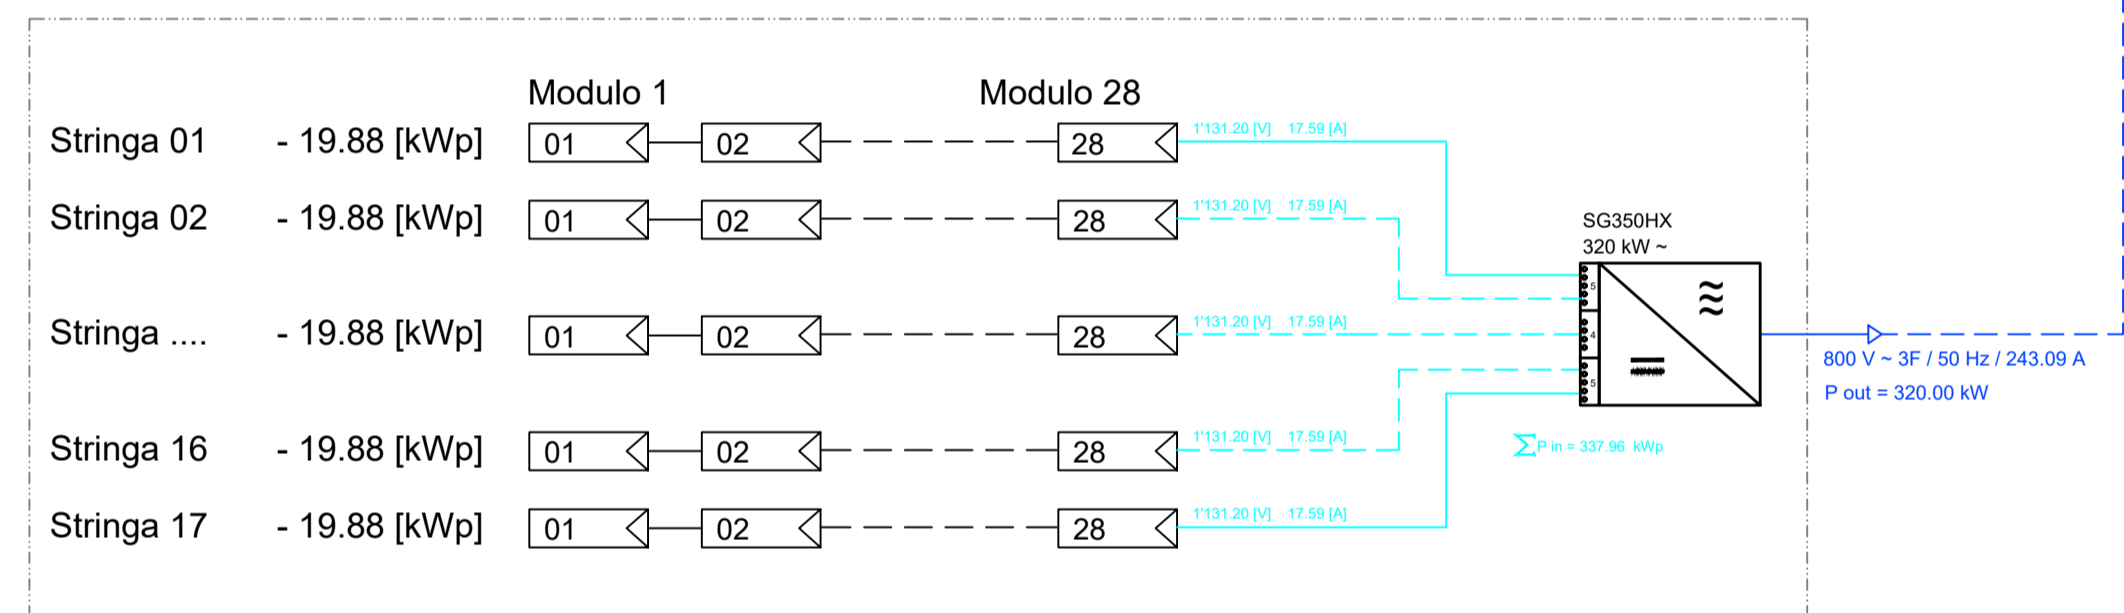 Modulo 1 Modulo 28
Stringa 01 - 19.88 [kWp] 01 02 28 1'131.20 [V] 17.59 [A]
Stringa 02 - 19.88 [kWp] 01 02 28 1'131.20 [V] 17.59 [A]
SG350HX
320 kW ~
5
Stringa .... - 19.88 [kWp] 01 02 28 1'131.20 [V] 17.59 [A]
4
800 V ~ 3F / 50 Hz / 243.09 A
5
P out = 320.00 kW
Stringa 16 - 19.88 [kWp] 01 02 28 1'131.20 [V] 17.59 [A]
∑P in = 337.96 kWp
Stringa 17 - 19.88 [kWp] 01 02 28 1'131.20 [V] 17.59 [A]